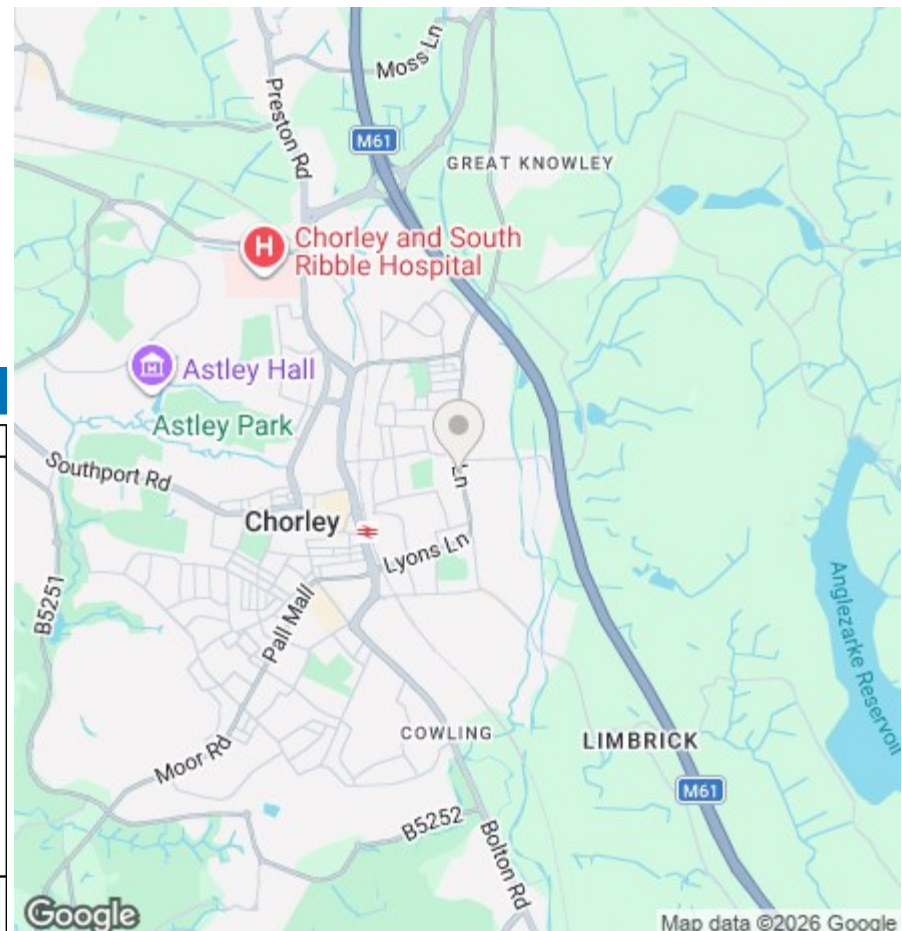 Moss Ln
Preston Rd
M61
GREAT KNOWLEY
H
Chorley and South
Ribble Hospital
Astley Hall
Astley Park
Southport Rd
Ln
Chorley
Lyons Ln
B5251
Pall Mall
Anglezarke Reservoir
COWLING
LIMBRICK
Moor Rd
M61
B5252
Bolton Rd
Google
Map data ©2026 Google